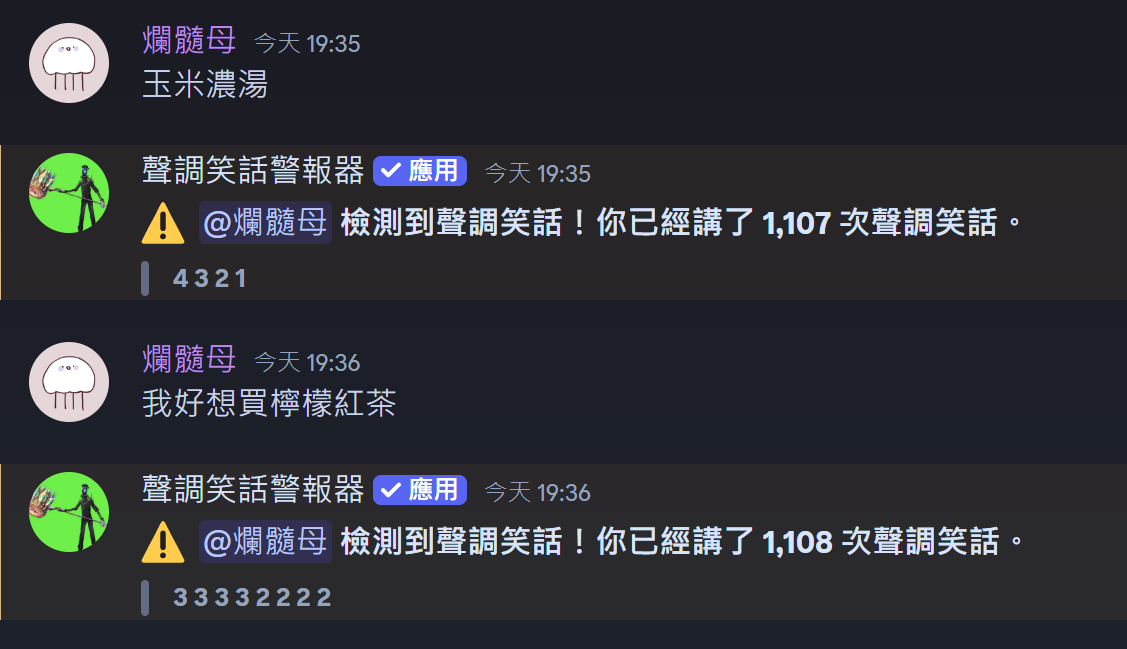 爛髓母 今天 19:35
玉米濃湯
聲調笑話警報器 應用 今天 19:35
@爛髓母 檢測到聲調笑話！你已經講了 1,107 次聲調笑話。
4 3 2 1
爛髓母 今天 19:36
我好想買檸檬紅茶
聲調笑話警報器 應用 今天 19:36
@爛髓母 檢測到聲調笑話！你已經講了 1,108 次聲調笑話。
3 3 3 3 2 2 2 2